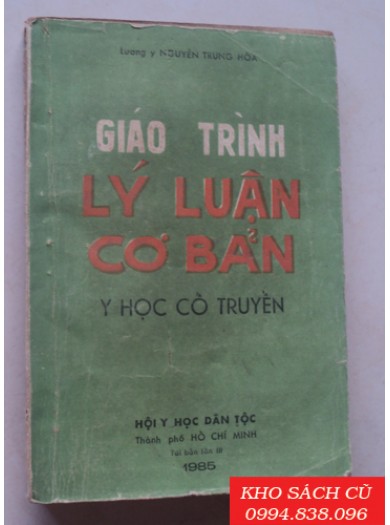 Lương y NGUYỄN TRUNG HÒA
GIÁO TRÌNH
LÝ LUẬN
CƠ BẢN
Y HỌC CỔ TRUYỀN
HỘI Y HỌC DÂN TỘC
Thành phố HỒ CHÍ MINH
Tái bản lần
1985
KHO SÁCH CŨ
0994.838.096